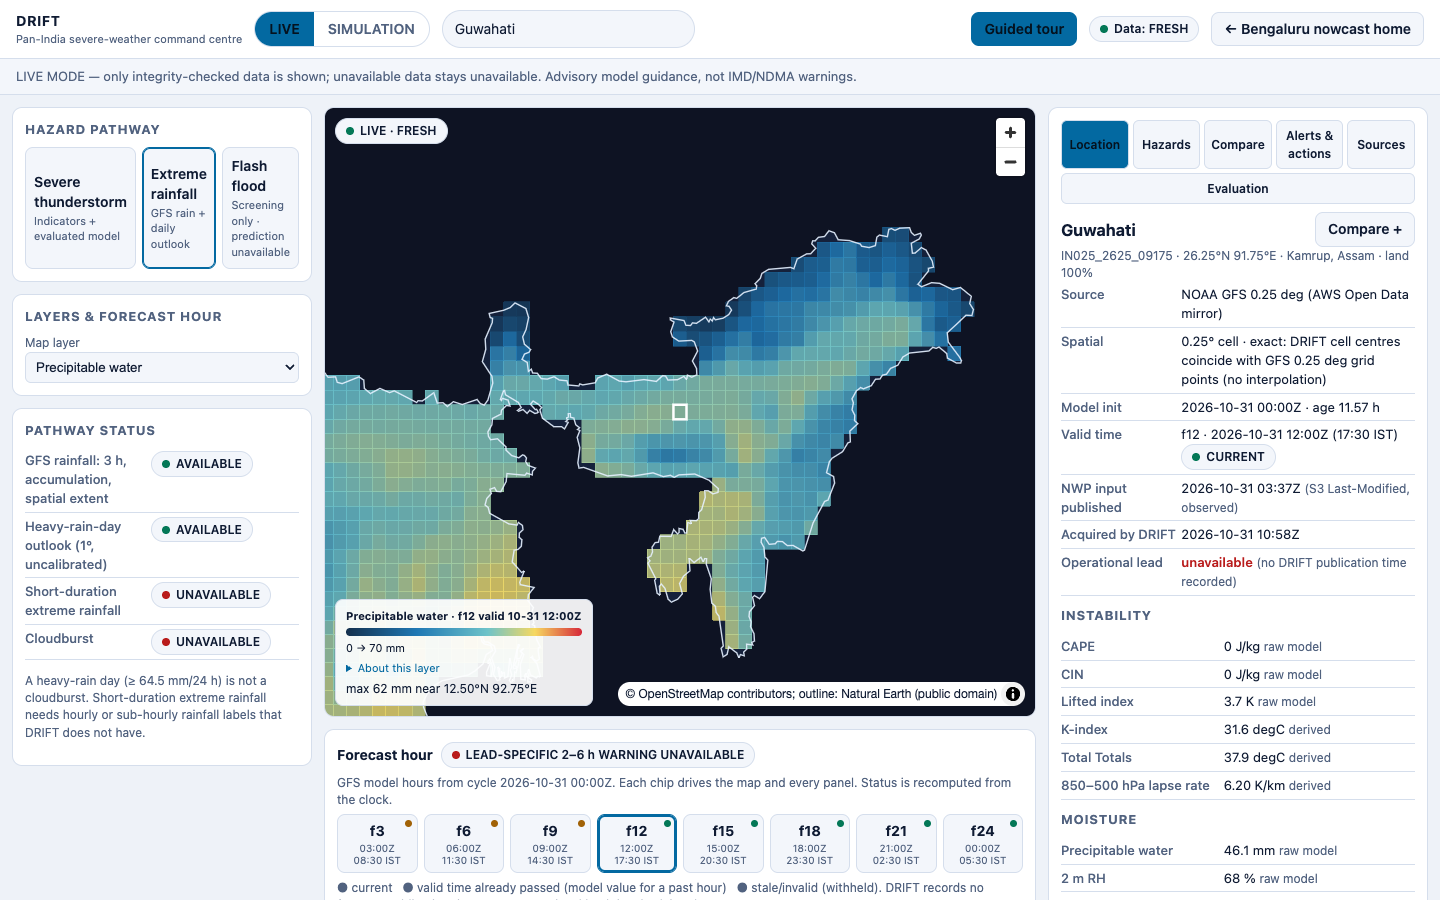 DRIFT
Pan-India severe-weather command centre
LIVE
SIMULATION
Guwahati
Guided tour
Data: FRESH
← Bengaluru nowcast home
LIVE MODE — only integrity-checked data is shown; unavailable data stays unavailable. Advisory model guidance, not IMD/NDMA warnings.
HAZARD PATHWAY
Severe
thunderstorm
Indicators +
evaluated model
Extreme
rainfall
GFS rain +
daily
outlook
Flash
flood
Screening
only ·
prediction
unavailable
LAYERS & FORECAST HOUR
Map layer
Precipitable water
PATHWAY STATUS
GFS rainfall: 3 h,
accumulation,
spatial extent
AVAILABLE
Heavy-rain-day
outlook (1°,
uncalibrated)
AVAILABLE
Short-duration
extreme rainfall
UNAVAILABLE
Cloudburst
UNAVAILABLE
A heavy-rain day (≥ 64.5 mm/24 h) is not a
cloudburst. Short-duration extreme rainfall
needs hourly or sub-hourly rainfall labels that
DRIFT does not have.
LIVE · FRESH
+
−
Precipitable water · f12 valid 10-31 12:00Z
0 → 70 mm
▶ About this layer
max 62 mm near 12.50°N 92.75°E
© OpenStreetMap contributors; outline: Natural Earth (public domain)
Forecast hour
LEAD-SPECIFIC 2–6 h WARNING UNAVAILABLE
GFS model hours from cycle 2026-10-31 00:00Z. Each chip drives the map and every panel. Status is recomputed from
the clock.
f3
03:00Z
08:30 IST
f6
06:00Z
11:30 IST
f9
09:00Z
14:30 IST
f12
12:00Z
17:30 IST
f15
15:00Z
20:30 IST
f18
18:00Z
23:30 IST
f21
21:00Z
02:30 IST
f24
00:00Z
05:30 IST
● current ● valid time already passed (model value for a past hour) ● stale/invalid (withheld). DRIFT records no
Location
Hazards
Compare
Alerts &
actions
Sources
Evaluation
Guwahati
Compare +
IN025_2625_09175 · 26.25°N 91.75°E · Kamrup, Assam · land
100%
Source
NOAA GFS 0.25 deg (AWS Open Data
mirror)
Spatial
0.25° cell · exact: DRIFT cell centres
coincide with GFS 0.25 deg grid
points (no interpolation)
Model init
2026-10-31 00:00Z · age 11.57 h
Valid time
f12 · 2026-10-31 12:00Z (17:30 IST)
CURRENT
NWP input
published
2026-10-31 03:37Z (S3 Last-Modified,
observed)
Acquired by DRIFT
2026-10-31 10:58Z
Operational lead
unavailable (no DRIFT publication time
recorded)
INSTABILITY
CAPE
0 J/kg raw model
CIN
0 J/kg raw model
Lifted index
3.7 K raw model
K-index
31.6 degC derived
Total Totals
37.9 degC derived
850–500 hPa lapse rate
6.20 K/km derived
MOISTURE
Precipitable water
46.1 mm raw model
2 m RH
68 % raw model